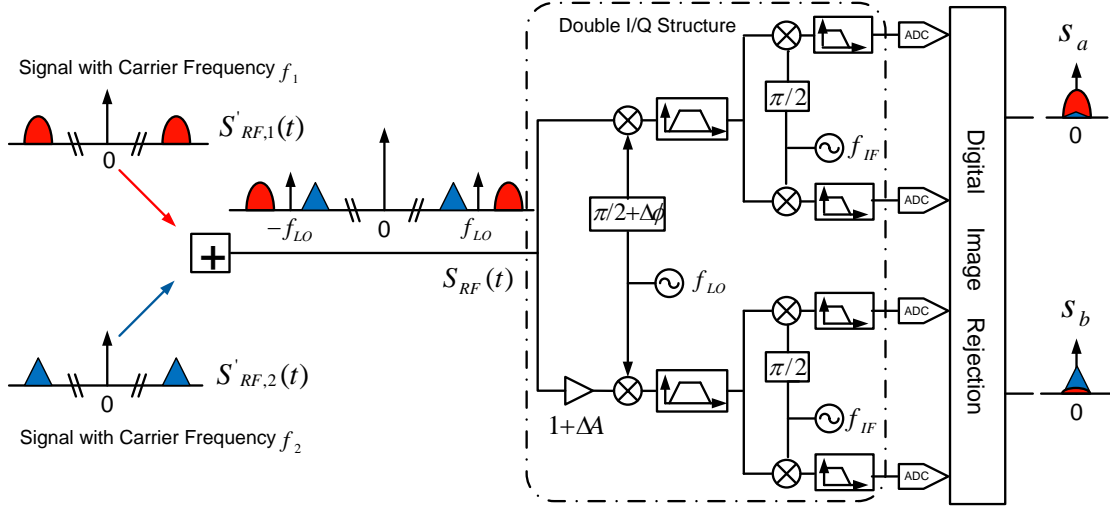 Double I/Q Structure
Signal with Carrier Frequency f₁
S'RF,1(t)
0
π/2
fIF
ADC
ADC
Sa
0
−fLO
0
fLO
π/2+Δϕ
+
SRF(t)
fLO
Digital Image Rejection
S'RF,2(t)
0
Signal with Carrier Frequency f₂
1+ΔA
π/2
fIF
ADC
ADC
Sb
0